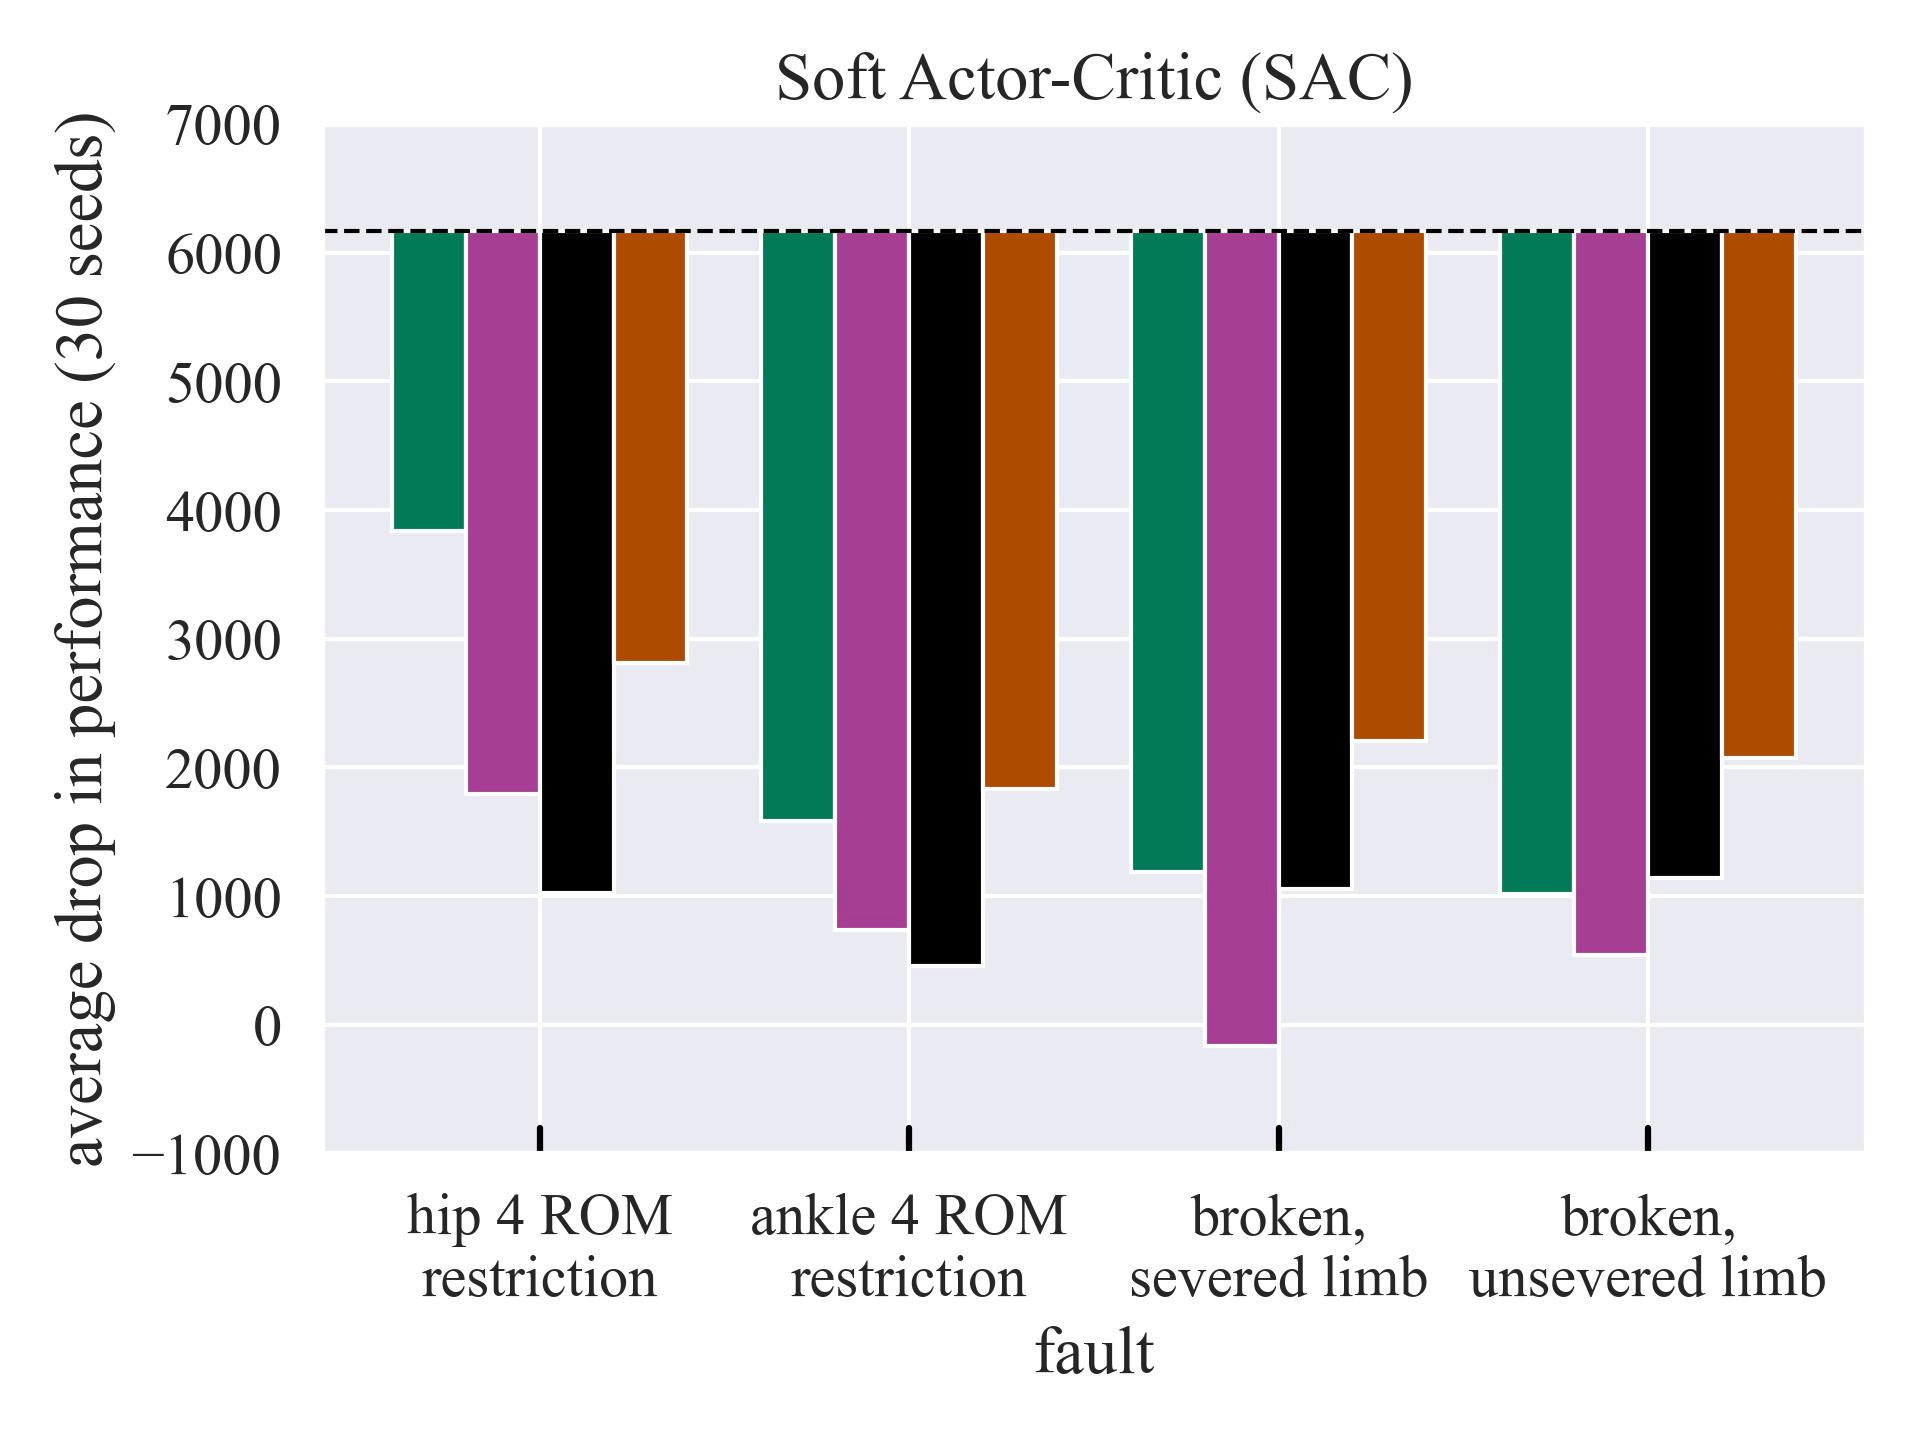 Soft Actor-Critic (SAC)
average drop in performance (30 seeds)
7000
6000
5000
4000
3000
2000
1000
0
−1000
hip 4 ROM
restriction
ankle 4 ROM
restriction
broken,
severed limb
broken,
unsevered limb
fault